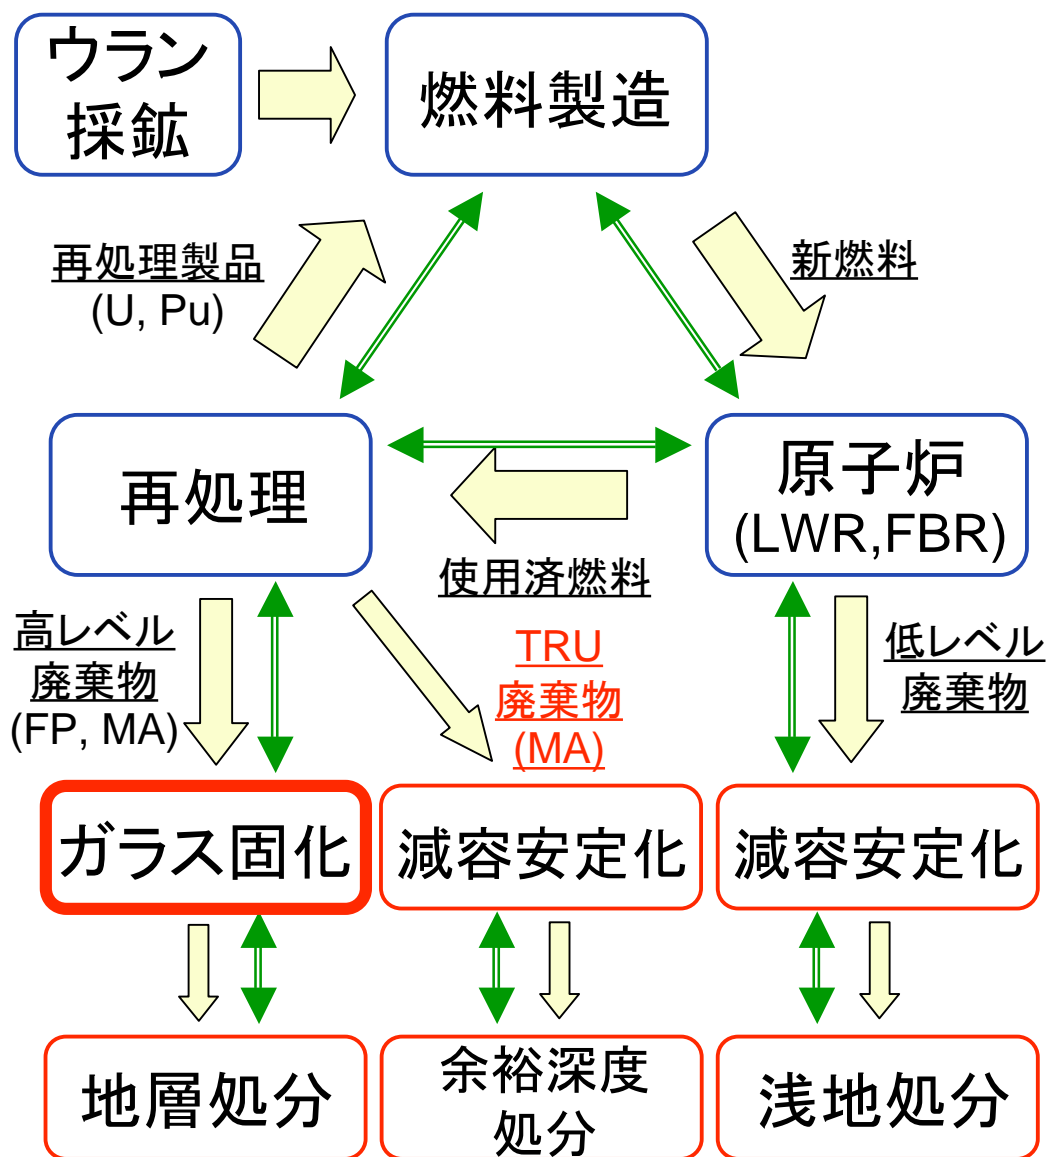 ウラン
採鉱
燃料製造
再処理製品
(U, Pu)
新燃料
再処理
原子炉
(LWR,FBR)
使用済燃料
高レベル
廃棄物
(FP, MA)
TRU
廃棄物
(MA)
低レベル
廃棄物
ガラス固化
減容安定化
減容安定化
地層処分
余裕深度
処分
浅地処分